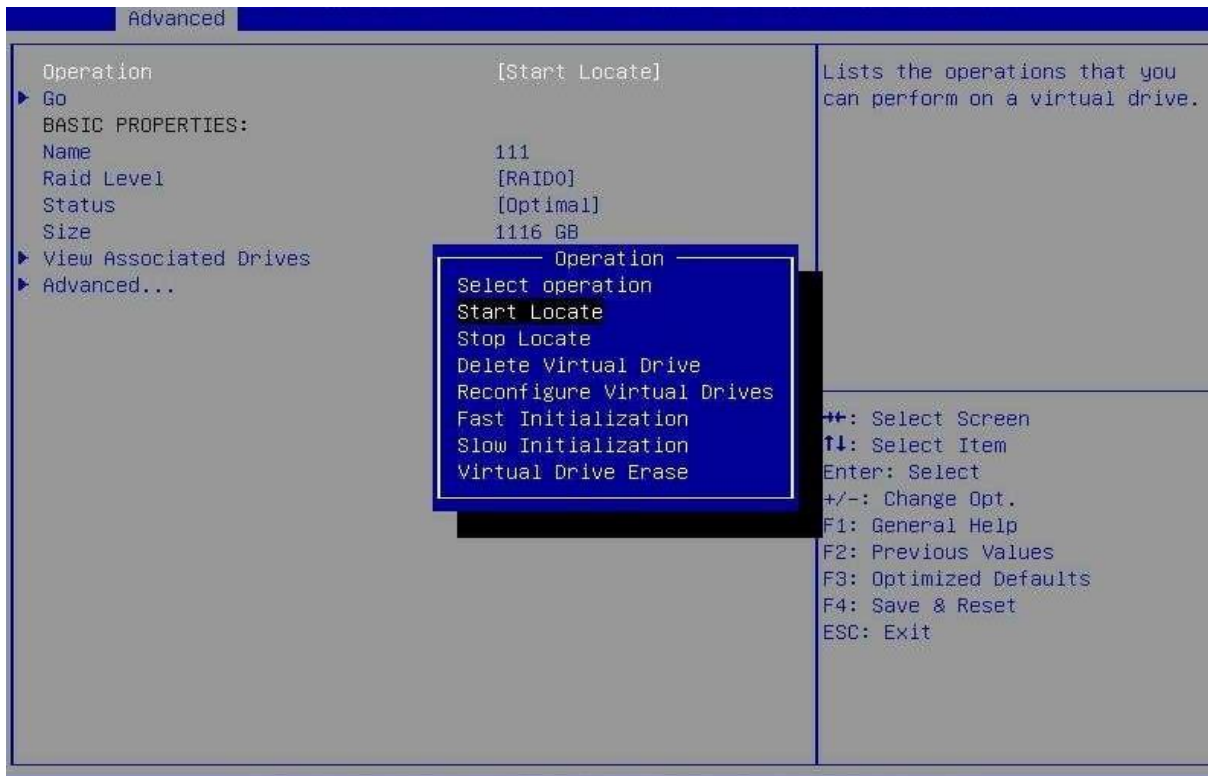 Advanced
Operation [Start Locate]
Go
BASIC PROPERTIES:
Name 111
Raid Level [RAID0]
Status [Optimal]
Size 1116 GB
View Associated Drives
Advanced...
Operation
Select operation
Start Locate
Stop Locate
Delete Virtual Drive
Reconfigure Virtual Drives
Fast Initialization
Slow Initialization
Virtual Drive Erase
Lists the operations that you
can perform on a virtual drive.
→←: Select Screen
↑↓: Select Item
Enter: Select
+/-: Change Opt.
F1: General Help
F2: Previous Values
F3: Optimized Defaults
F4: Save & Reset
ESC: Exit